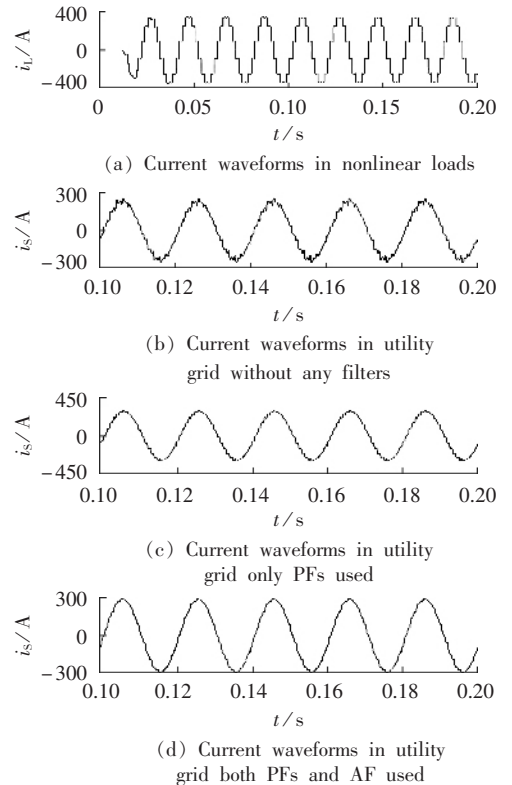 400
0
−400
i_L/A
0 0.05 0.10 0.15 0.20
t/s
(a) Current waveforms in nonlinear loads
300
0
−300
i_S/A
0.10 0.12 0.14 0.16 0.18 0.20
t/s
(b) Current waveforms in utility
grid without any filters
450
0
−450
i_S/A
0.10 0.12 0.14 0.16 0.18 0.20
t/s
(c) Current waveforms in utility
grid only PFs used
300
0
−300
i_S/A
0.10 0.12 0.14 0.16 0.18 0.20
t/s
(d) Current waveforms in utility
grid both PFs and AF used